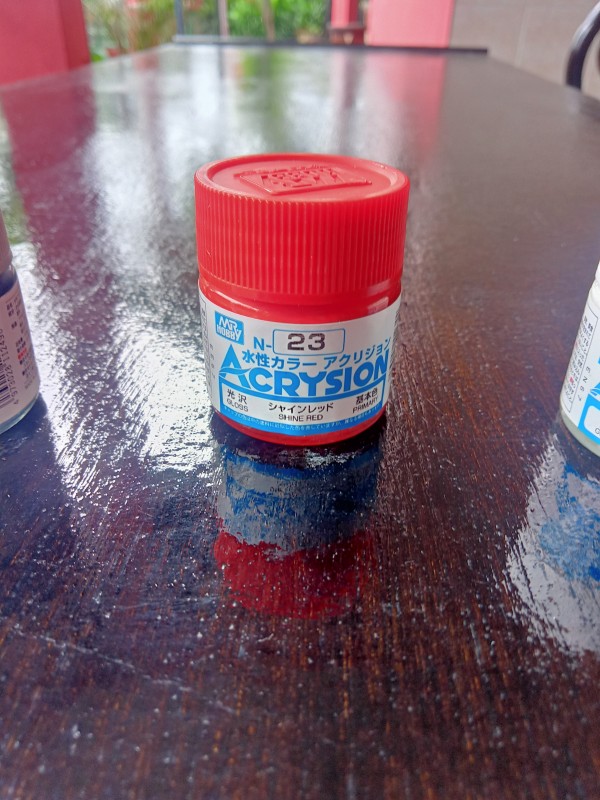 MR.
HOBBY
N-23
水性カラー アクリジョン
ACRYSION
光沢
GLOSS
シャインレッド
SHINE RED
基本色
PRIMARY